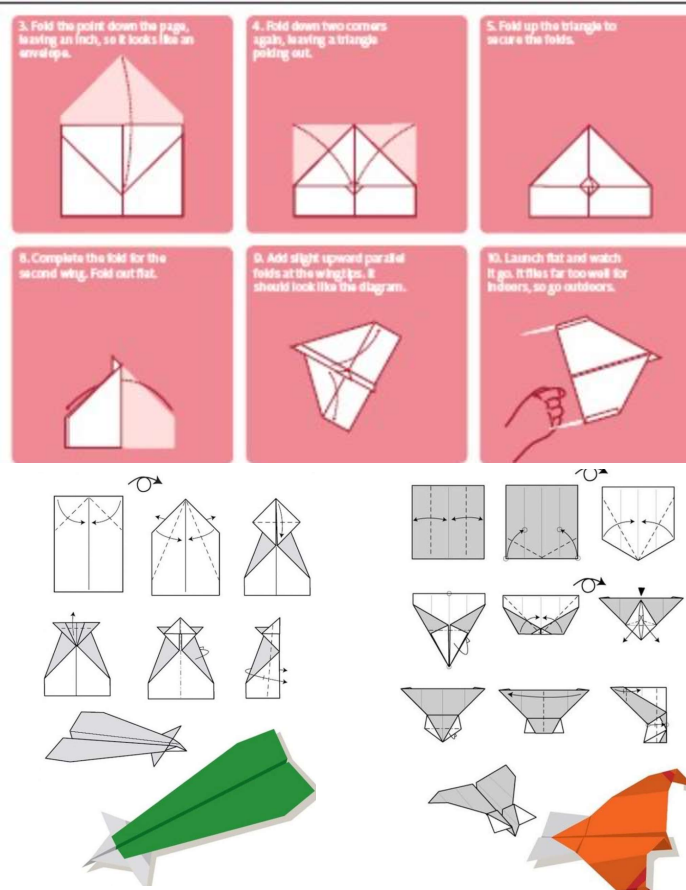 3. Fold the point down the page,
leaving an inch, so it looks like an
envelope.
4. Fold down two corners
again, leaving a triangle
poking out.
5. Fold up the triangle to
secure the folds.
8. Complete the fold for the
second wing. Fold out flat.
9. Add slight upward parallel
folds at the wingtips. It
should look like the diagram.
10. Launch flat and watch
it go. It flies far too well for
indoors, so go outdoors.